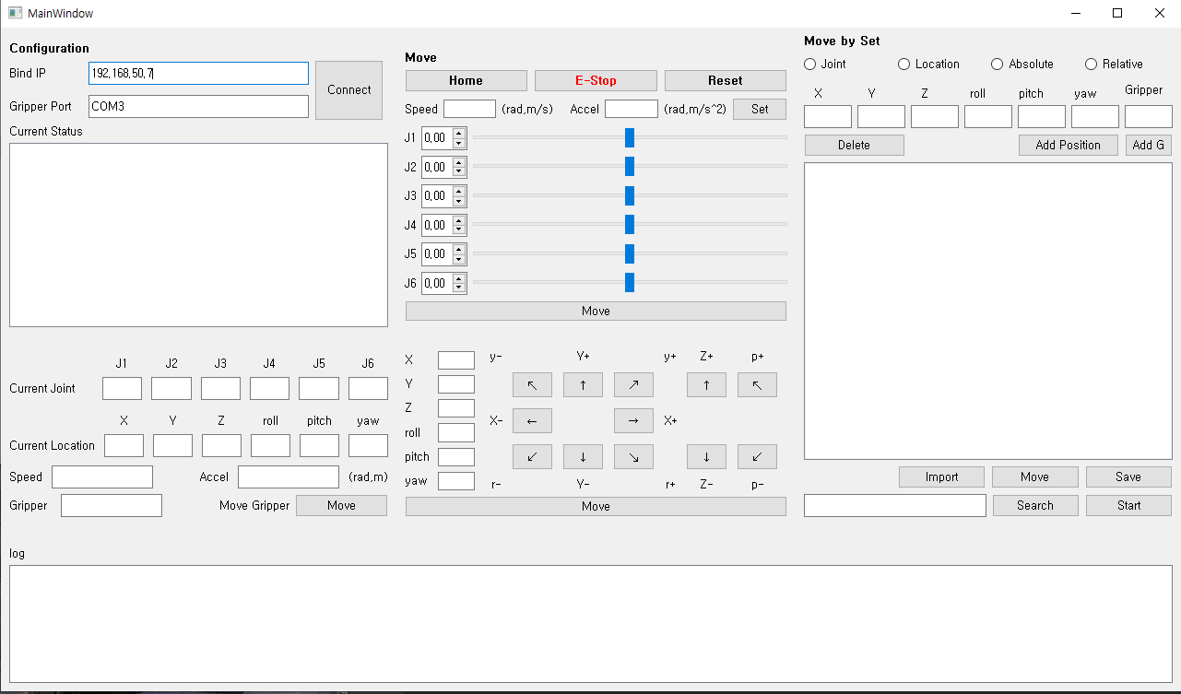 MainWindow
Configuration
Bind IP 192,168,50,7 Connect
Gripper Port COM3
Current Status
J1 J2 J3 J4 J5 J6
Current Joint
X Y Z roll pitch yaw
Current Location
Speed Accel (rad,m)
Gripper Move Gripper Move
Move
Home E-Stop Reset
Speed (rad,m/s) Accel (rad,m/s^2) Set
J1 0,00
J2 0,00
J3 0,00
J4 0,00
J5 0,00
J6 0,00
Move
X y- Y+ y+ Z+ p+
Y ↖ ↑ ↗ ↑ ↖
Z
X- ← → X+
roll
pitch ↙ ↓ ↘ ↓ ↙
yaw r- Y- r+ Z- p-
Move
Move by Set
Joint Location Absolute Relative
X Y Z roll pitch yaw Gripper
Delete Add Position Add G
Import Move Save
Search Start
log